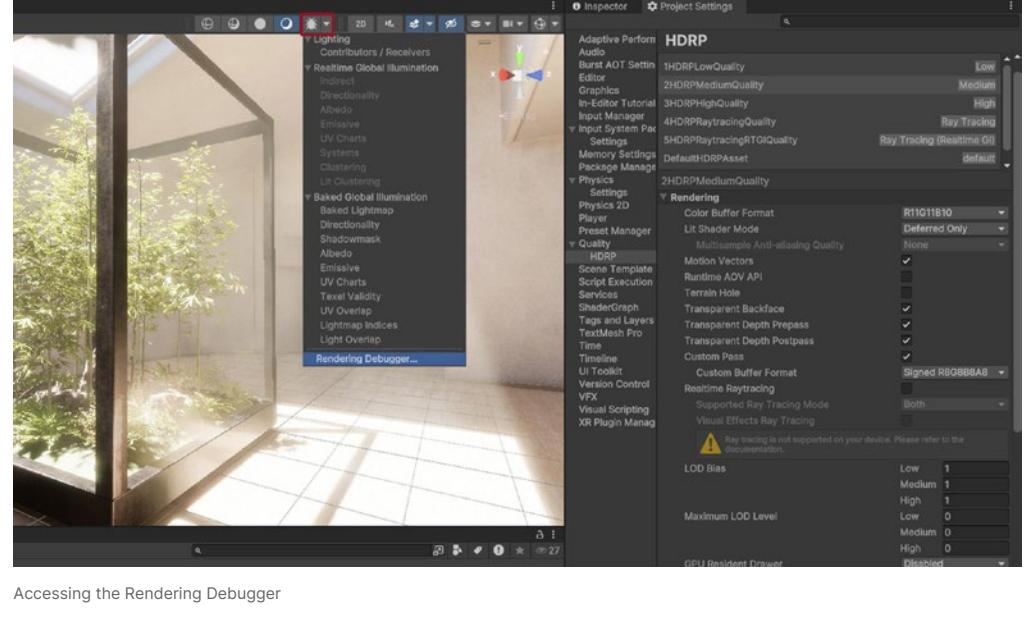 Inspector
Project Settings
2D
Lighting
Contributors / Receivers
Realtime Global Illumination
Indirect
Directionality
Albedo
Emissive
UV Charts
Systems
Clustering
Lit Clustering
Baked Global Illumination
Baked Lightmap
Directionality
Shadowmask
Albedo
Emissive
UV Charts
Texel Validity
UV Overlap
Lightmap Indices
Light Overlap
Rendering Debugger...
y
x
z
27
Adaptive Perform
Audio
Burst AOT Settin
Editor
Graphics
In-Editor Tutorial
Input Manager
Input System Pac
Settings
Memory Settings
Package Manage
Physics
Settings
Physics 2D
Player
Preset Manager
Quality
HDRP
Scene Template
Script Execution
Services
ShaderGraph
Tags and Layers
TextMesh Pro
Time
Timeline
UI Toolkit
Version Control
VFX
Visual Scripting
XR Plugin Manag
HDRP
1HDRPLowQuality Low
2HDRPMediumQuality Medium
3HDRPHighQuality High
4HDRPRaytracingQuality Ray Tracing
5HDRPRaytracingRTGIQuality Ray Tracing (Realtime GI)
DefaultHDRPAsset default
2HDRPMediumQuality
Rendering
Color Buffer Format R11G11B10
Lit Shader Mode Deferred Only
Multisample Anti-aliasing Quality None
Motion Vectors
Runtime AOV API
Terrain Hole
Transparent Backface
Transparent Depth Prepass
Transparent Depth Postpass
Custom Pass
Custom Buffer Format Signed R8G8B8A8
Realtime Raytracing
Supported Ray Tracing Mode Both
Visual Effects Ray Tracing
Ray tracing is not supported on your device. Please refer to the
documentation.
LOD Bias Low 1
Medium 1
High 1
Maximum LOD Level Low 0
Medium 0
High 0
GPU Resident Drawer Disabled
Accessing the Rendering Debugger